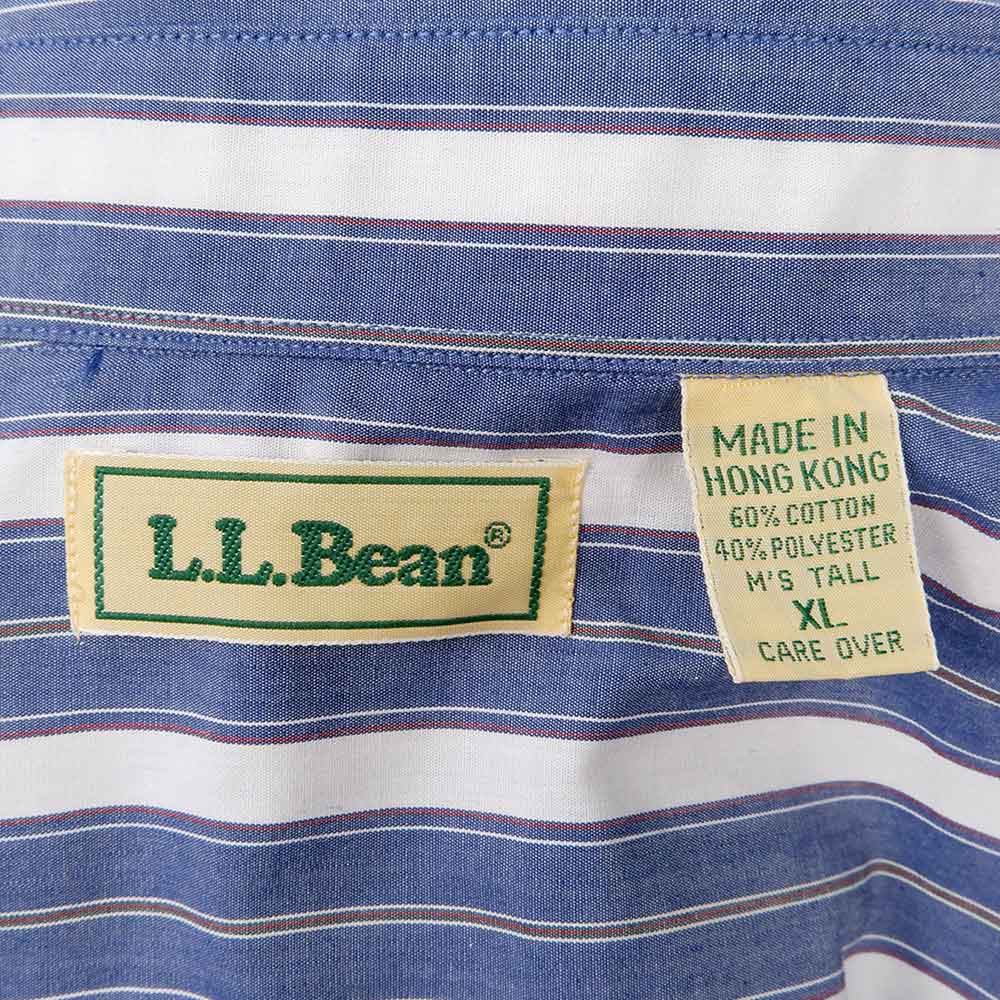 L.L.Bean®
MADE IN
HONG KONG
60% COTTON
40% POLYESTER
M'S TALL
XL
CARE OVER